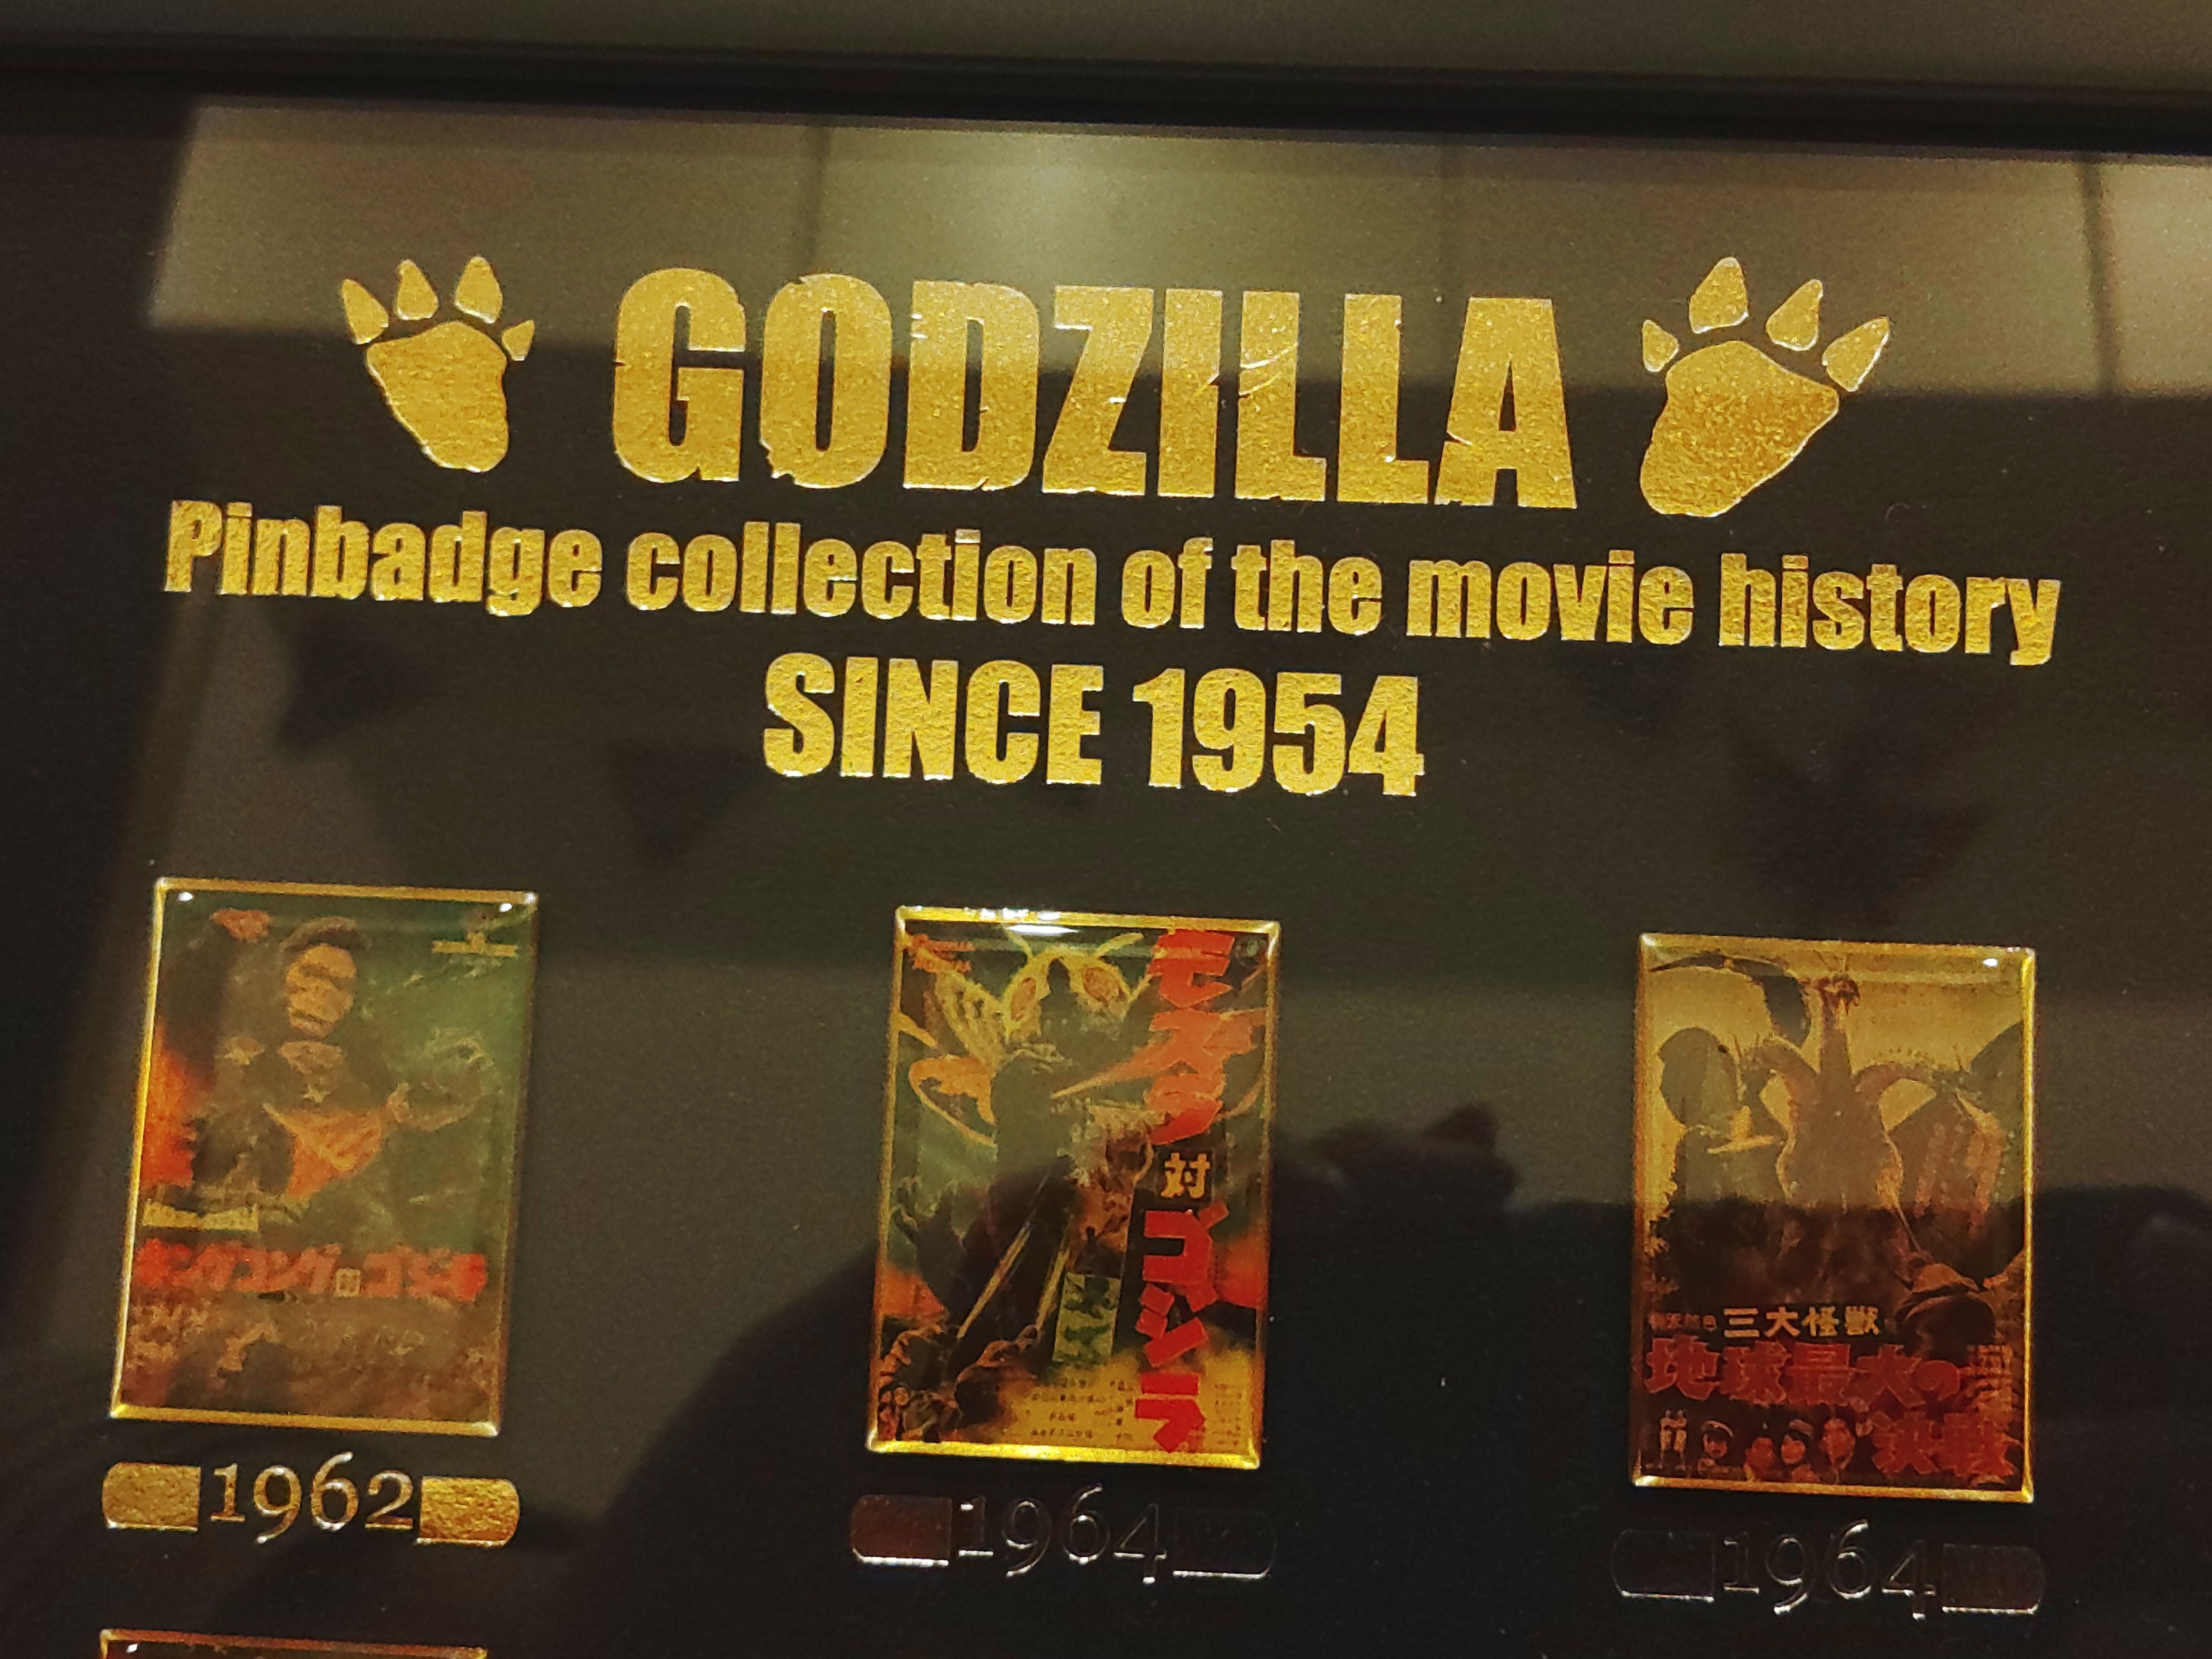 GODZILLA
Pinbadge collection of the movie history
SINCE 1954
キングコング対ゴジラ
モスラ対ゴジラ
三大怪獣
地球最大の
決戦
1962
1964
1964